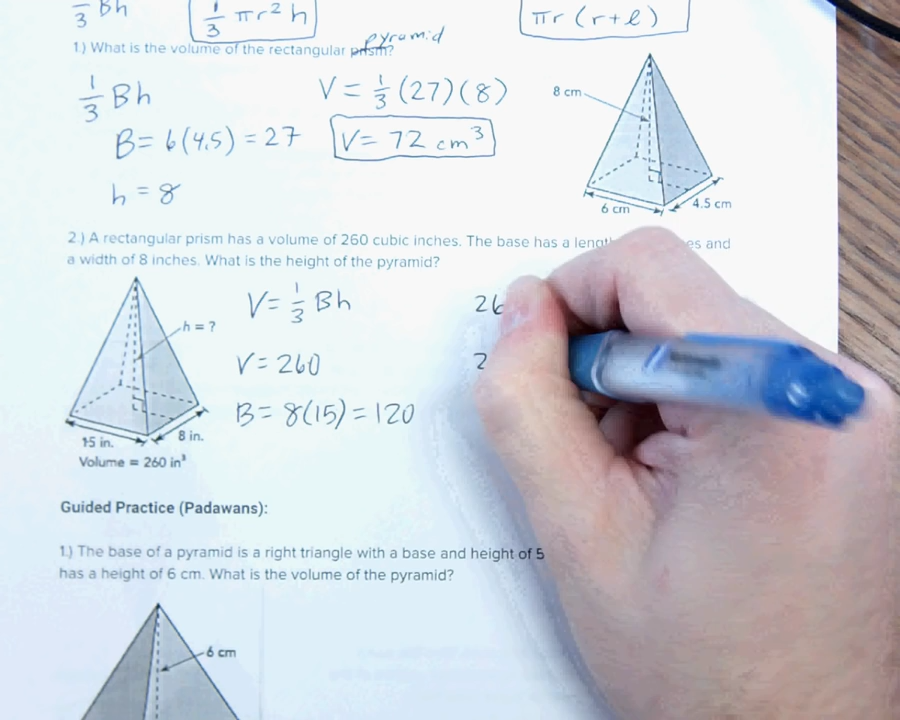 1/3 Bh
1/3 πr² h
πr (r+l)
pyramid
1.) What is the volume of the rectangular prism?
1/3 Bh
V = 1/3 (27)(8)
8 cm
B = 6(4.5) = 27
V = 72 cm³
h = 8
6 cm
4.5 cm
2.) A rectangular prism has a volume of 260 cubic inches. The base has a and
a width of 8 inches. What is the height of the pyramid?
V = 1/3 Bh
26
h = ?
V = 260
2
B = 8(15) = 120
15 in.
8 in.
Volume = 260 in³
Guided Practice (Padawans):
1.) The base of a pyramid is a right triangle with a base and height of 5
has a height of 6 cm. What is the volume of the pyramid?
6 cm